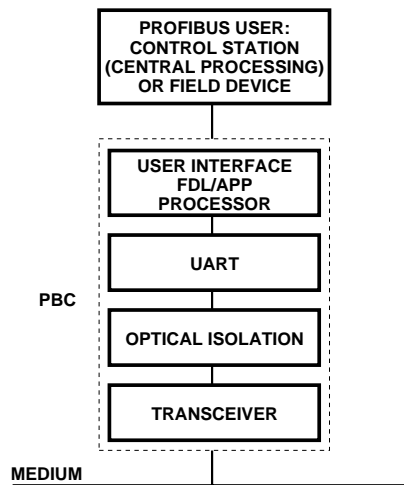 PROFIBUS USER:
CONTROL STATION
(CENTRAL PROCESSING)
OR FIELD DEVICE
USER INTERFACE
FDL/APP
PROCESSOR
UART
PBC
OPTICAL ISOLATION
TRANSCEIVER
MEDIUM